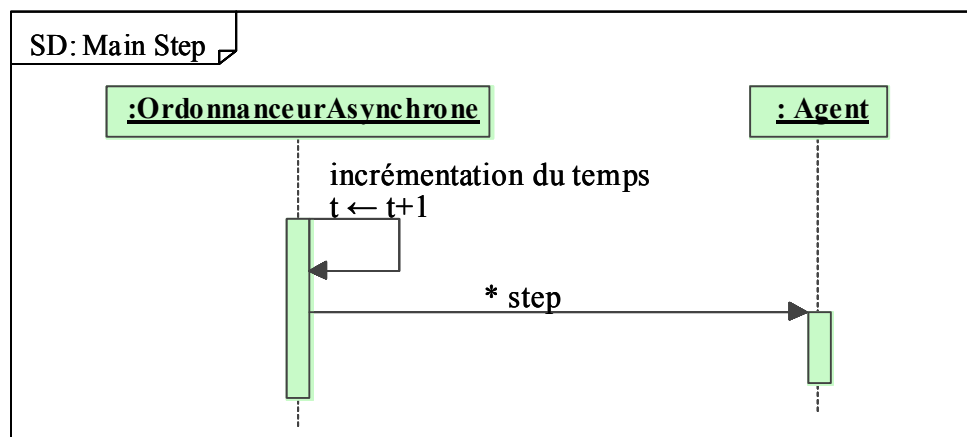 SD: Main Step
:OrdonnanceurAsynchrone
: Agent
incrémentation du temps
t ← t+1
* step